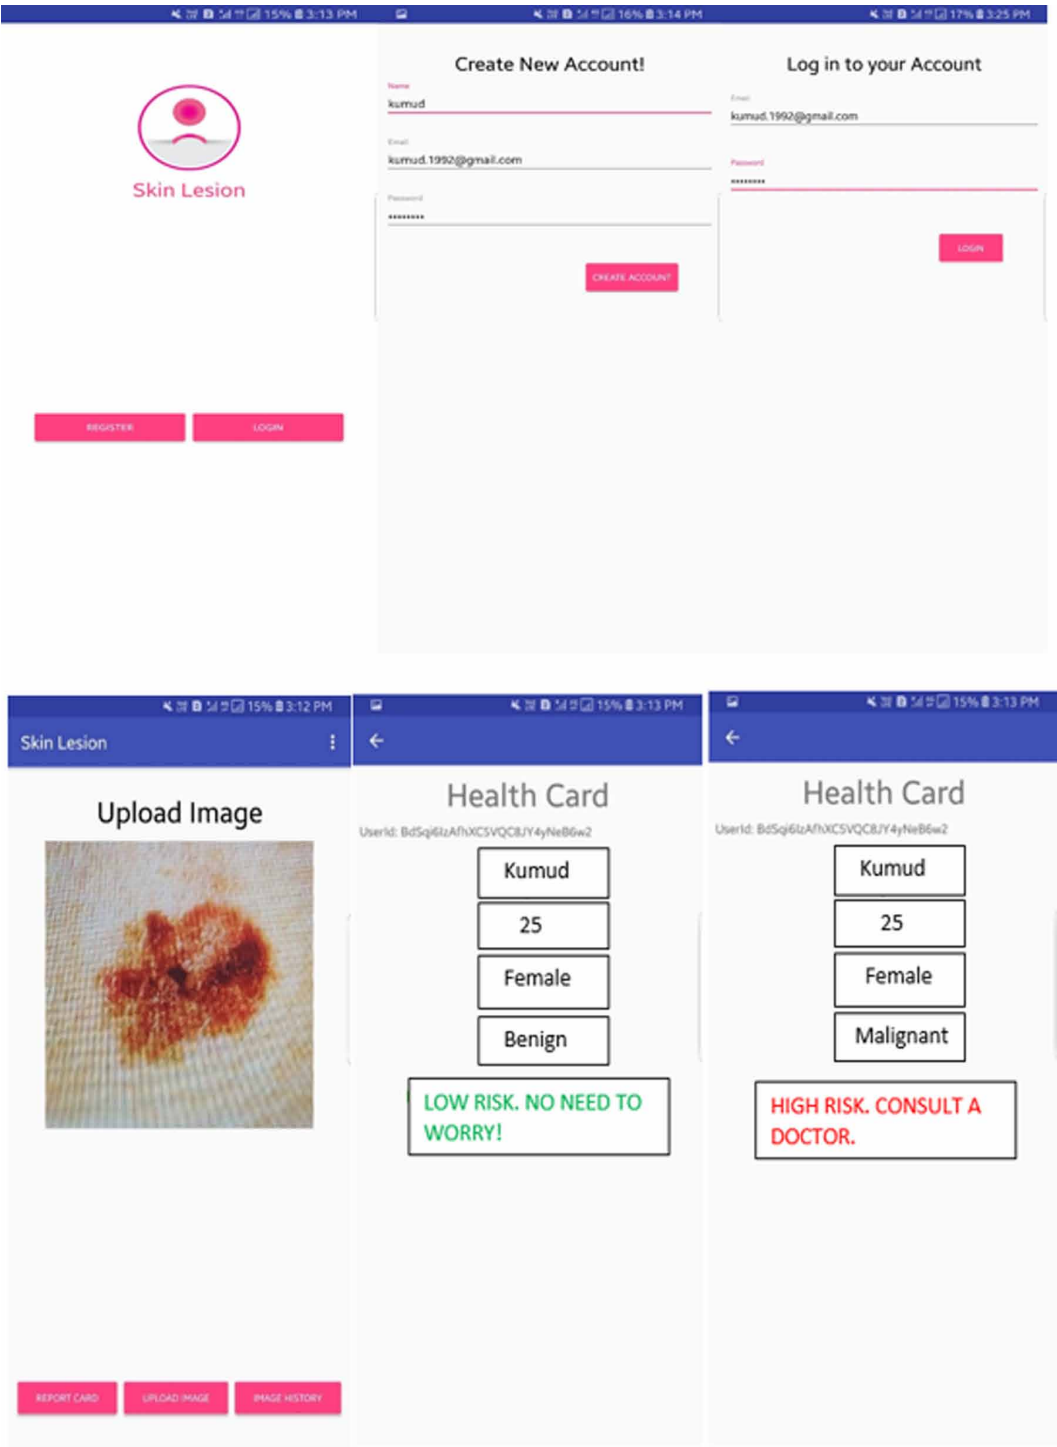 15% 3:13 PM
Skin Lesion
REGISTER
LOGIN
16% 3:14 PM
Create New Account!
Name
kumud
Email
kumud.1992@gmail.com
Password
CREATE ACCOUNT
17% 3:25 PM
Log in to your Account
Email
kumud.1992@gmail.com
Password
LOGIN
15% 3:12 PM
Skin Lesion
Upload Image
REPORT CARD
UPLOAD IMAGE
IMAGE HISTORY
15% 3:13 PM
Health Card
UserId:
Kumud
25
Female
Benign
LOW RISK. NO NEED TO
WORRY!
15% 3:13 PM
Health Card
UserId:
Kumud
25
Female
Malignant
HIGH RISK. CONSULT A
DOCTOR.